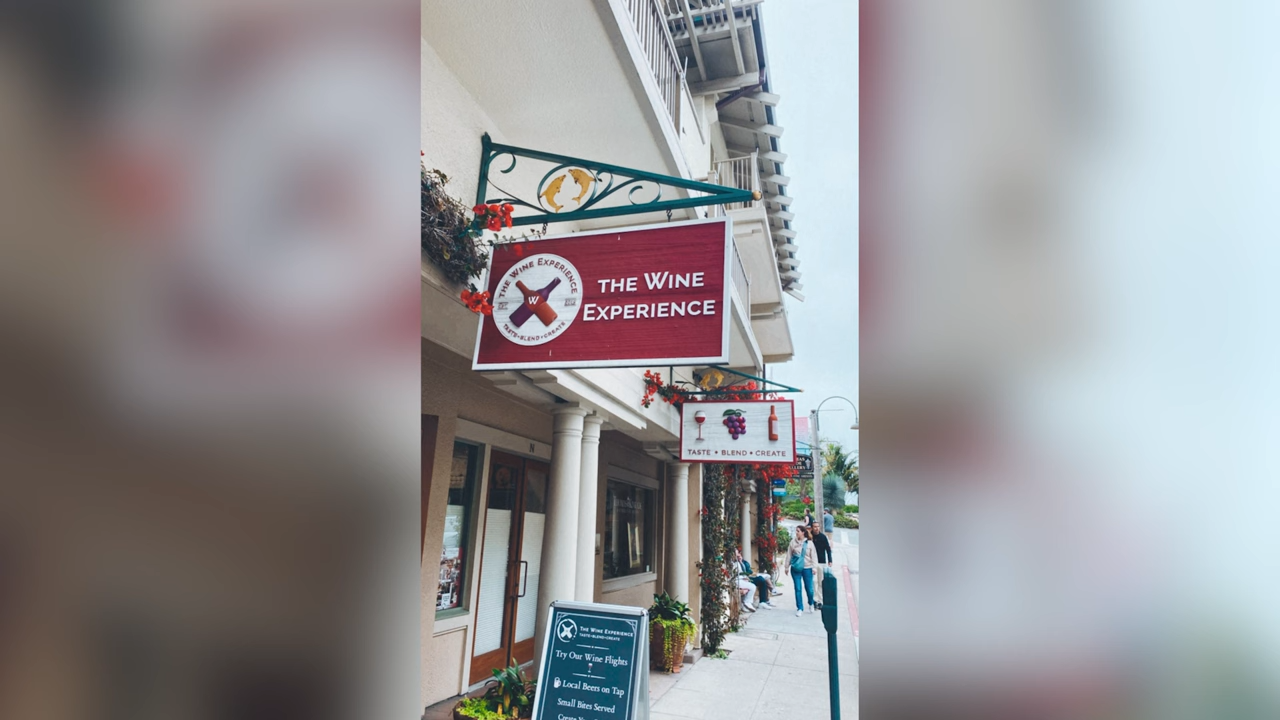 THE WINE EXPERIENCE
W
TASTE•BLEND•CREATE
THE WINE
EXPERIENCE
TASTE • BLEND • CREATE
N
THE WINE EXPERIENCE
TASTE•BLEND•CREATE
Try Our Wine Flights
Local Beers on Tap
Small Bites Served